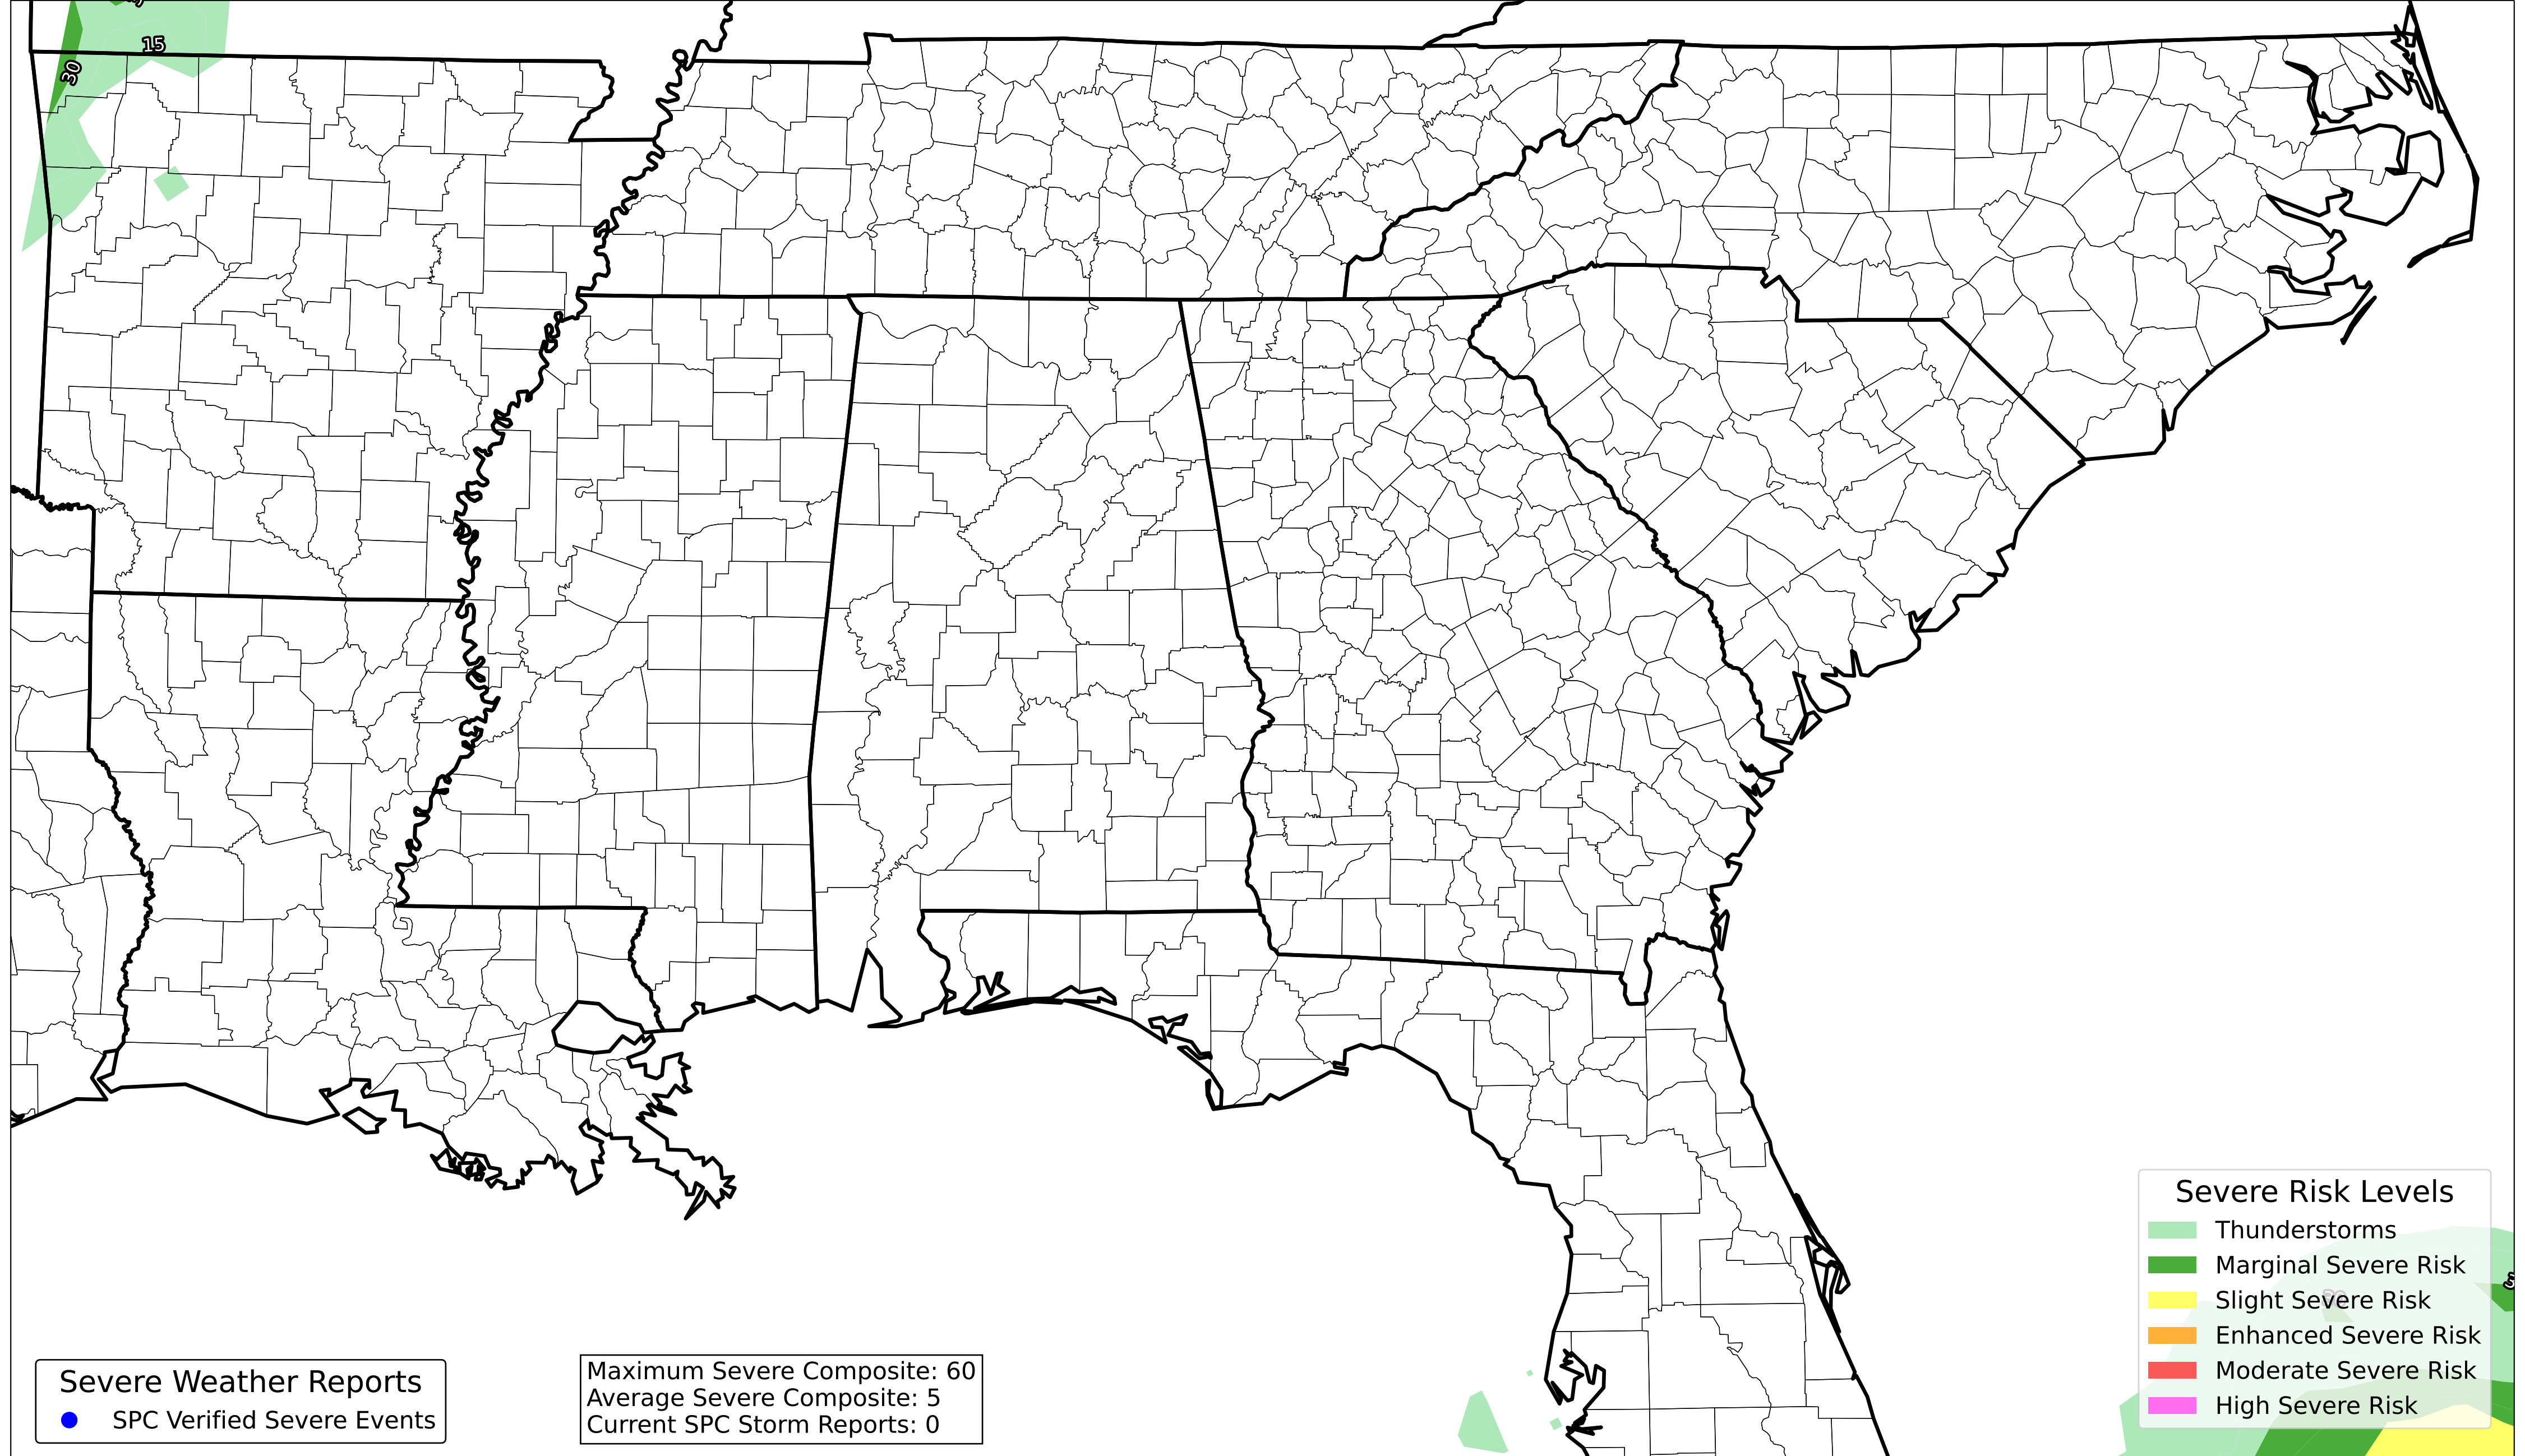 15
30
Severe Risk Levels
Thunderstorms
Marginal Severe Risk
Slight Severe Risk
Enhanced Severe Risk
Moderate Severe Risk
High Severe Risk
Maximum Severe Composite: 60
Average Severe Composite: 5
Current SPC Storm Reports: 0
Severe Weather Reports
SPC Verified Severe Events